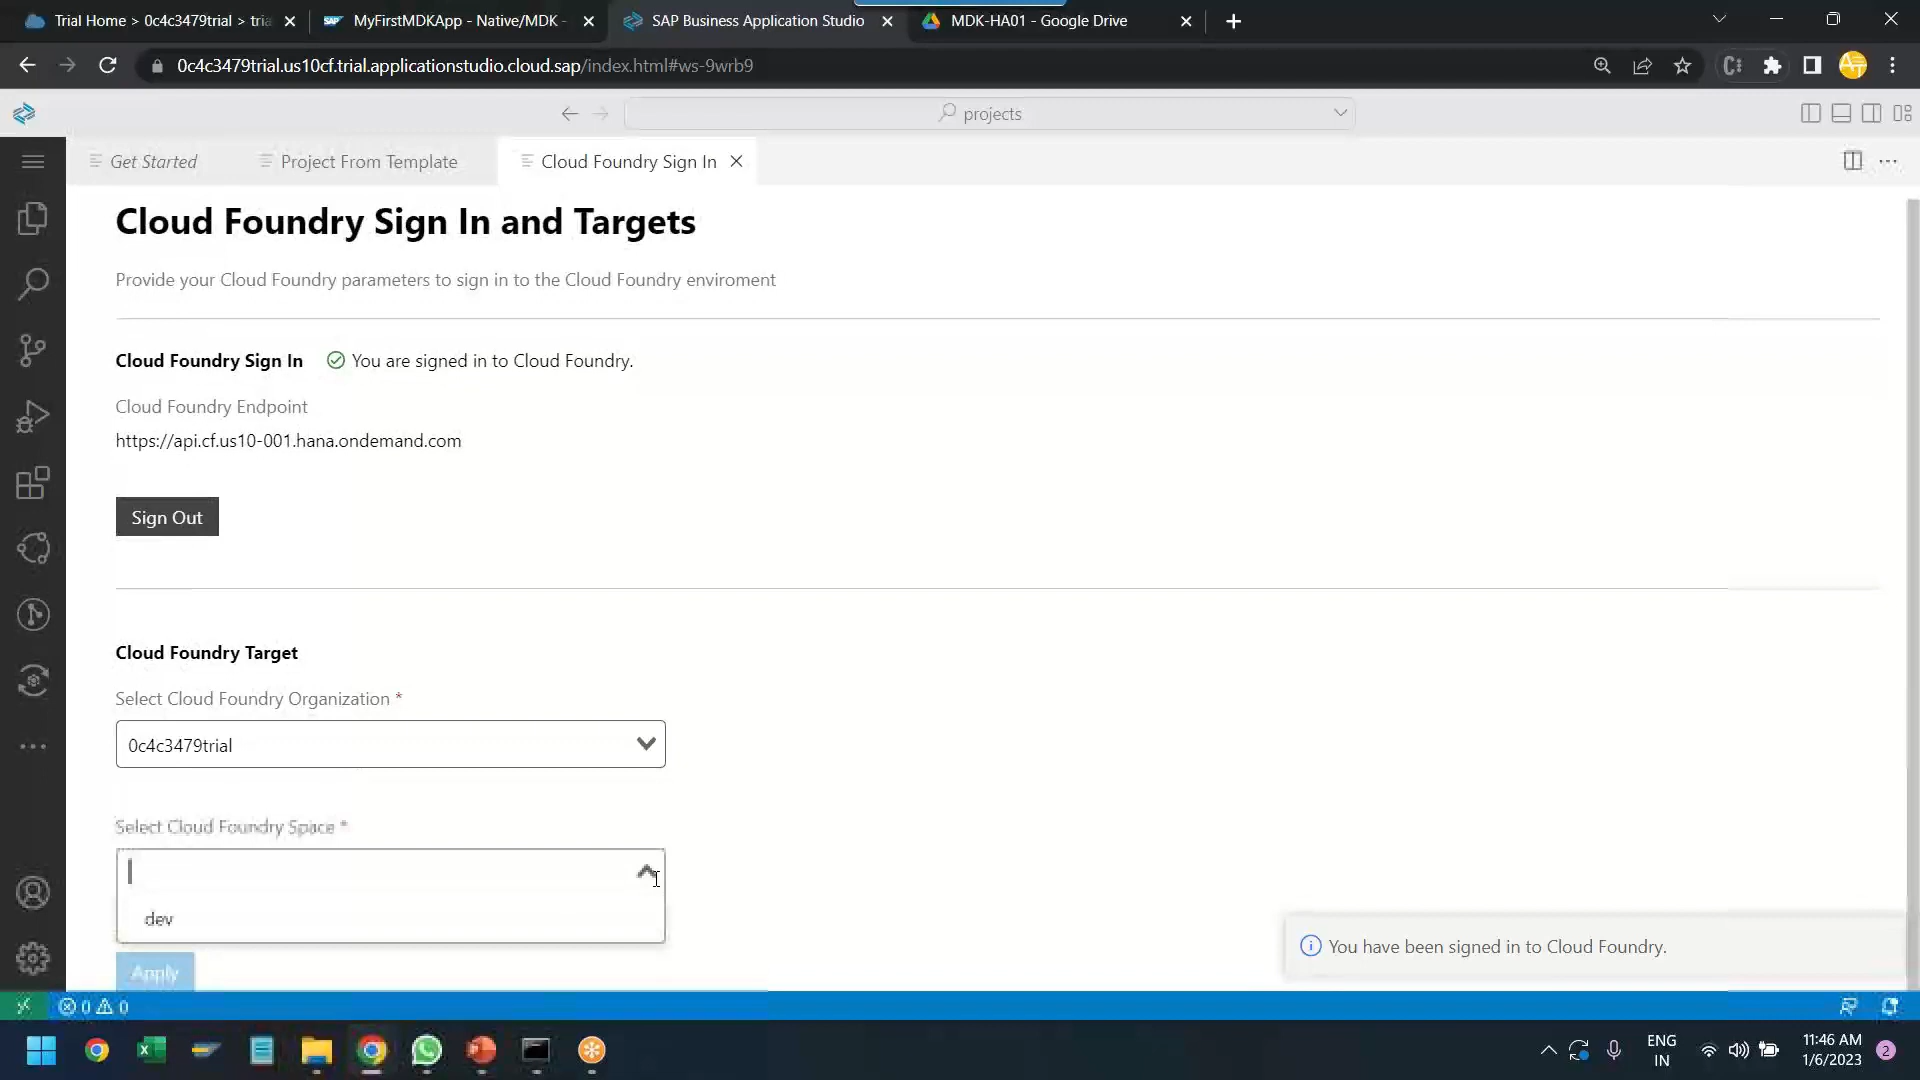 Trial Home > 0c4c3479trial > tria
MyFirstMDKApp - Native/MDK -
SAP Business Application Studio
MDK-HA01 - Google Drive
0c4c3479trial.us10cf.trial.applicationstudio.cloud.sap/index.html#ws-9wrb9
projects
Get Started
Project From Template
Cloud Foundry Sign In
Cloud Foundry Sign In and Targets
Provide your Cloud Foundry parameters to sign in to the Cloud Foundry enviroment
Cloud Foundry Sign In
You are signed in to Cloud Foundry.
Cloud Foundry Endpoint
https://api.cf.us10-001.hana.ondemand.com
Sign Out
Cloud Foundry Target
Select Cloud Foundry Organization *
0c4c3479trial
Select Cloud Foundry Space *
dev
Apply
You have been signed in to Cloud Foundry.
0 0
ENG
IN
11:46 AM
1/6/2023
2